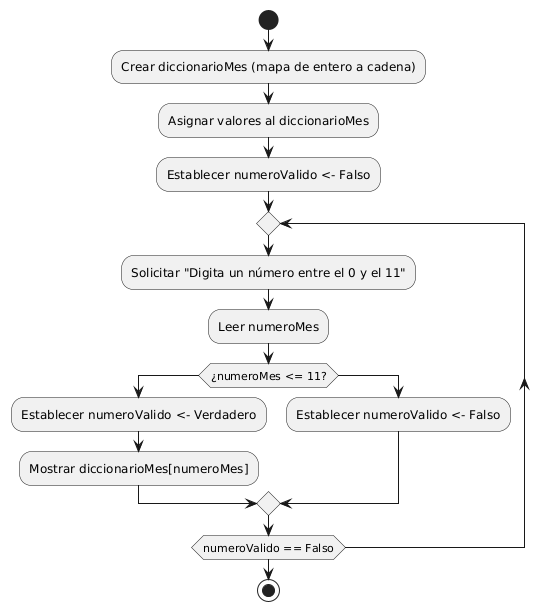 Crear diccionarioMes (mapa de entero a cadena)
Asignar valores al diccionarioMes
Establecer numeroValido <- Falso
Solicitar "Digita un número entre el 0 y el 11"
Leer numeroMes
¿numeroMes <= 11?
Establecer numeroValido <- Verdadero
Establecer numeroValido <- Falso
Mostrar diccionarioMes[numeroMes]
numeroValido == Falso